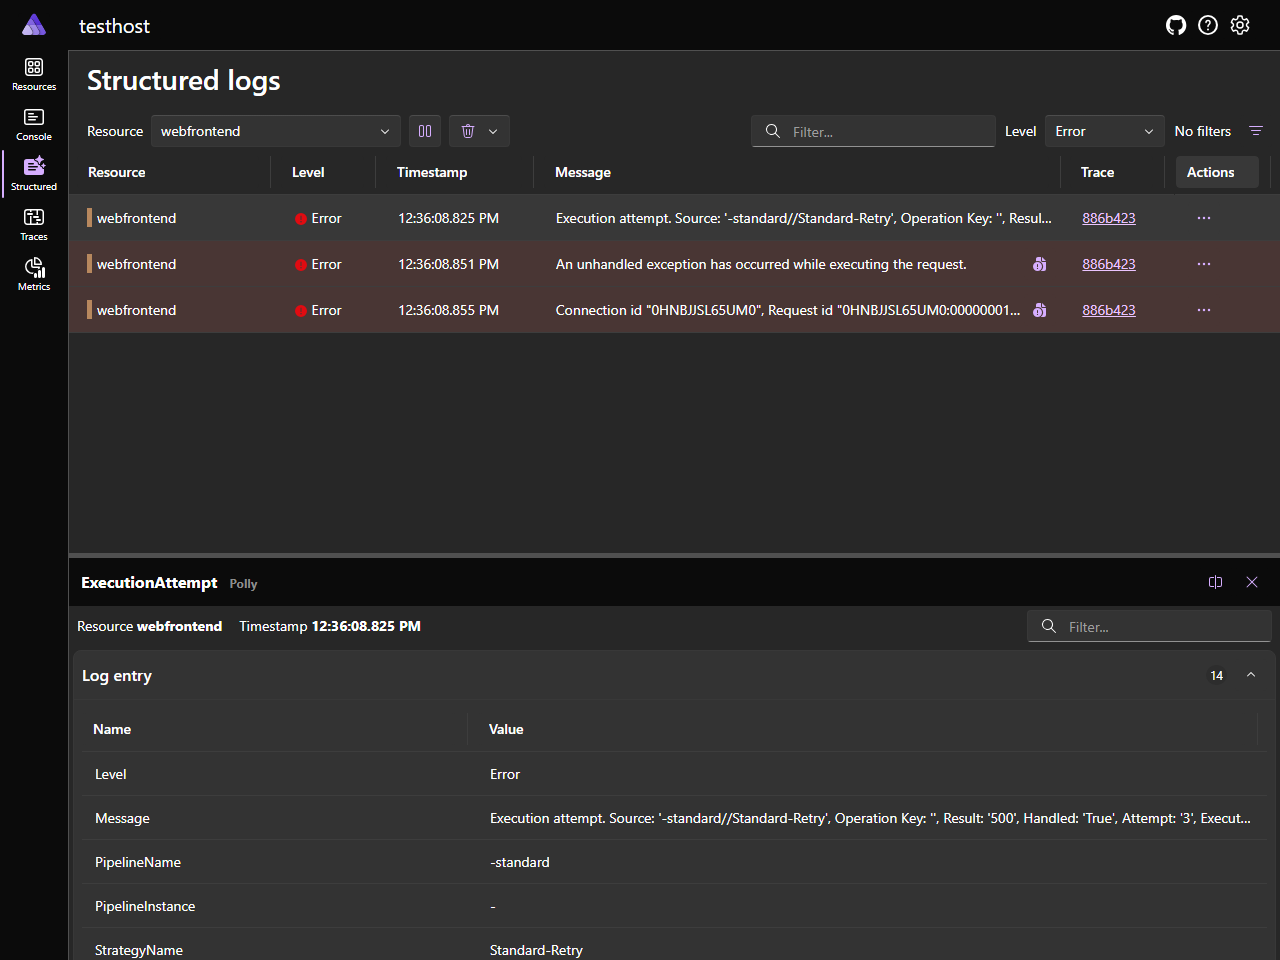 testhost
Resources
Console
Structured
Traces
Metrics
Structured logs
Resource webfrontend Filter... Level Error No filters
Resource Level Timestamp Message Trace Actions
webfrontend Error 12:36:08.825 PM Execution attempt. Source: '-standard//Standard-Retry', Operation Key: '', Resul... 886b423 ...
webfrontend Error 12:36:08.851 PM An unhandled exception has occurred while executing the request. 886b423 ...
webfrontend Error 12:36:08.855 PM Connection id "0HNBJJSL65UM0", Request id "0HNBJJSL65UM0:00000001... 886b423 ...
ExecutionAttempt Polly
Resource webfrontend Timestamp 12:36:08.825 PM Filter...
Log entry 14
Name Value
Level Error
Message Execution attempt. Source: '-standard//Standard-Retry', Operation Key: '', Result: '500', Handled: 'True', Attempt: '3', Execut...
PipelineName -standard
PipelineInstance -
StrategyName Standard-Retry